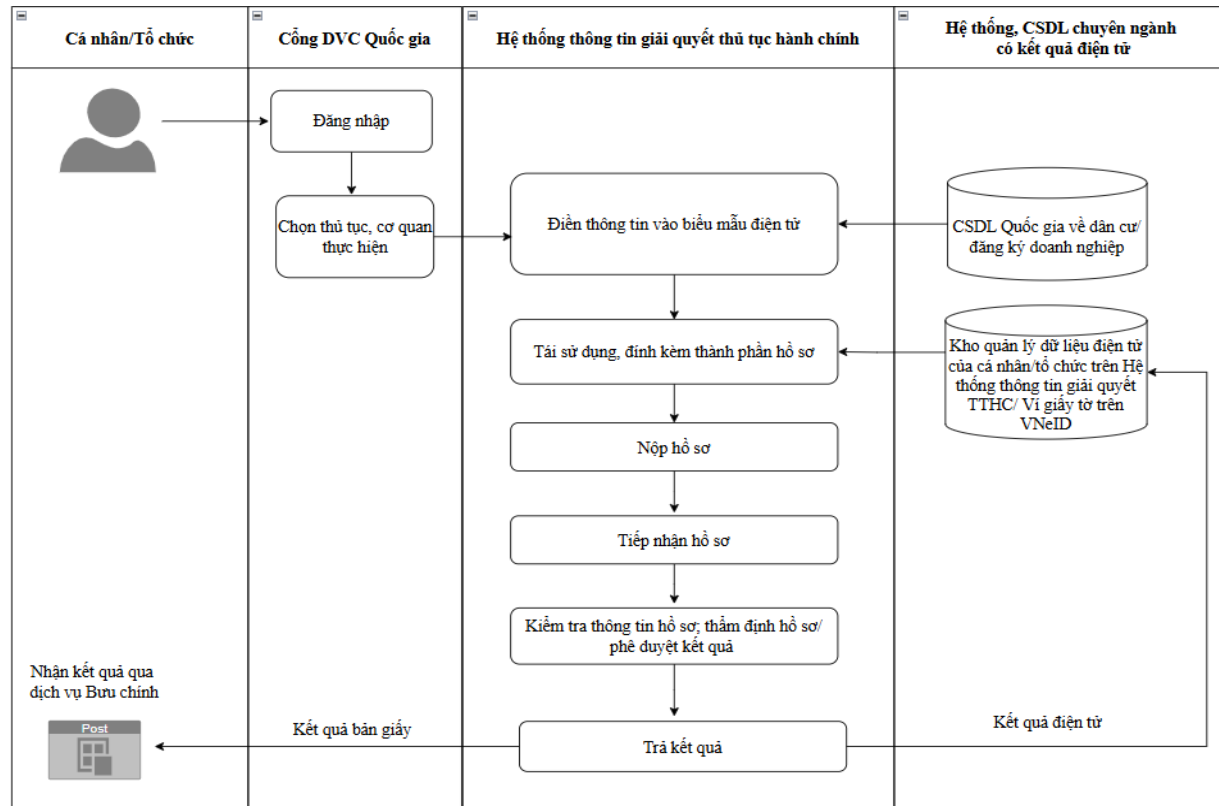 Cá nhân/Tổ chức
Cổng DVC Quốc gia
Hệ thống thông tin giải quyết thủ tục hành chính
Hệ thống, CSDL chuyên ngành
có kết quả điện tử
Đăng nhập
Chọn thủ tục, cơ quan
thực hiện
Điền thông tin vào biểu mẫu điện tử
CSDL Quốc gia về dân cư/
đăng ký doanh nghiệp
Tái sử dụng, đính kèm thành phần hồ sơ
Kho quản lý dữ liệu điện tử
của cá nhân/tổ chức trên Hệ
thống thông tin giải quyết
TTHC/ Ví giấy tờ trên
VNeID
Nộp hồ sơ
Tiếp nhận hồ sơ
Kiểm tra thông tin hồ sơ; thẩm định hồ sơ/
phê duyệt kết quả
Nhận kết quả qua
dịch vụ Bưu chính
Post
Kết quả bản giấy
Trả kết quả
Kết quả điện tử